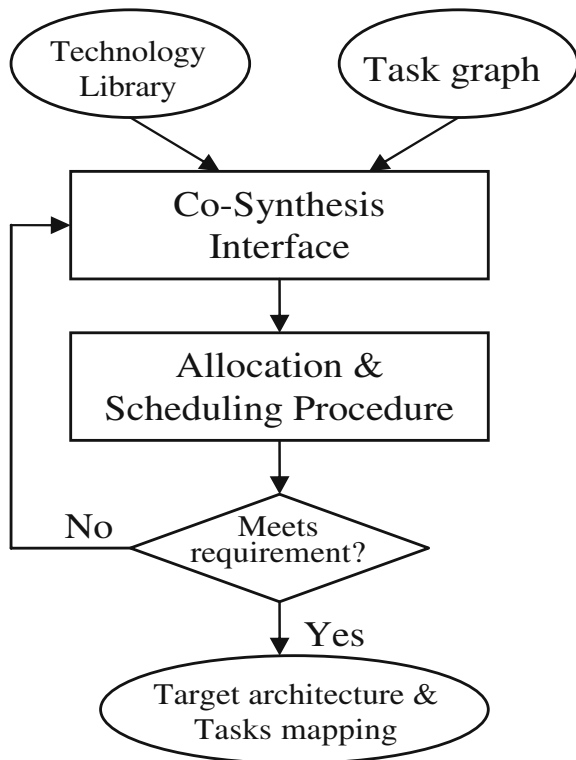 Technology
Library
Task graph
Co-Synthesis
Interface
Allocation &
Scheduling Procedure
No
Meets
requirement?
Yes
Target architecture &
Tasks mapping